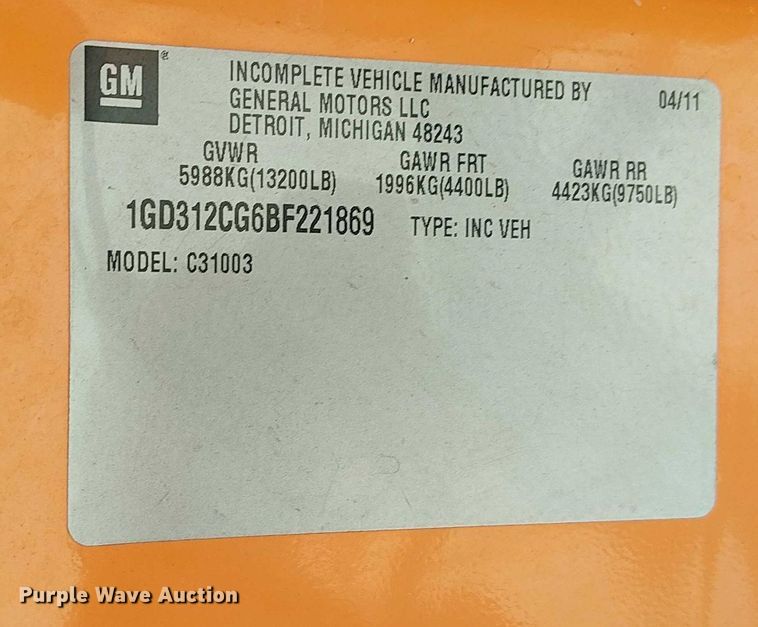 GM®
INCOMPLETE VEHICLE MANUFACTURED BY 04/11
GENERAL MOTORS LLC
DETROIT, MICHIGAN 48243
GVWR GAWR FRT GAWR RR
5988KG(13200LB) 1996KG(4400LB) 4423KG(9750LB)
1GD312CG6BF221869 TYPE: INC VEH
MODEL: C31003
Purple Wave Auction